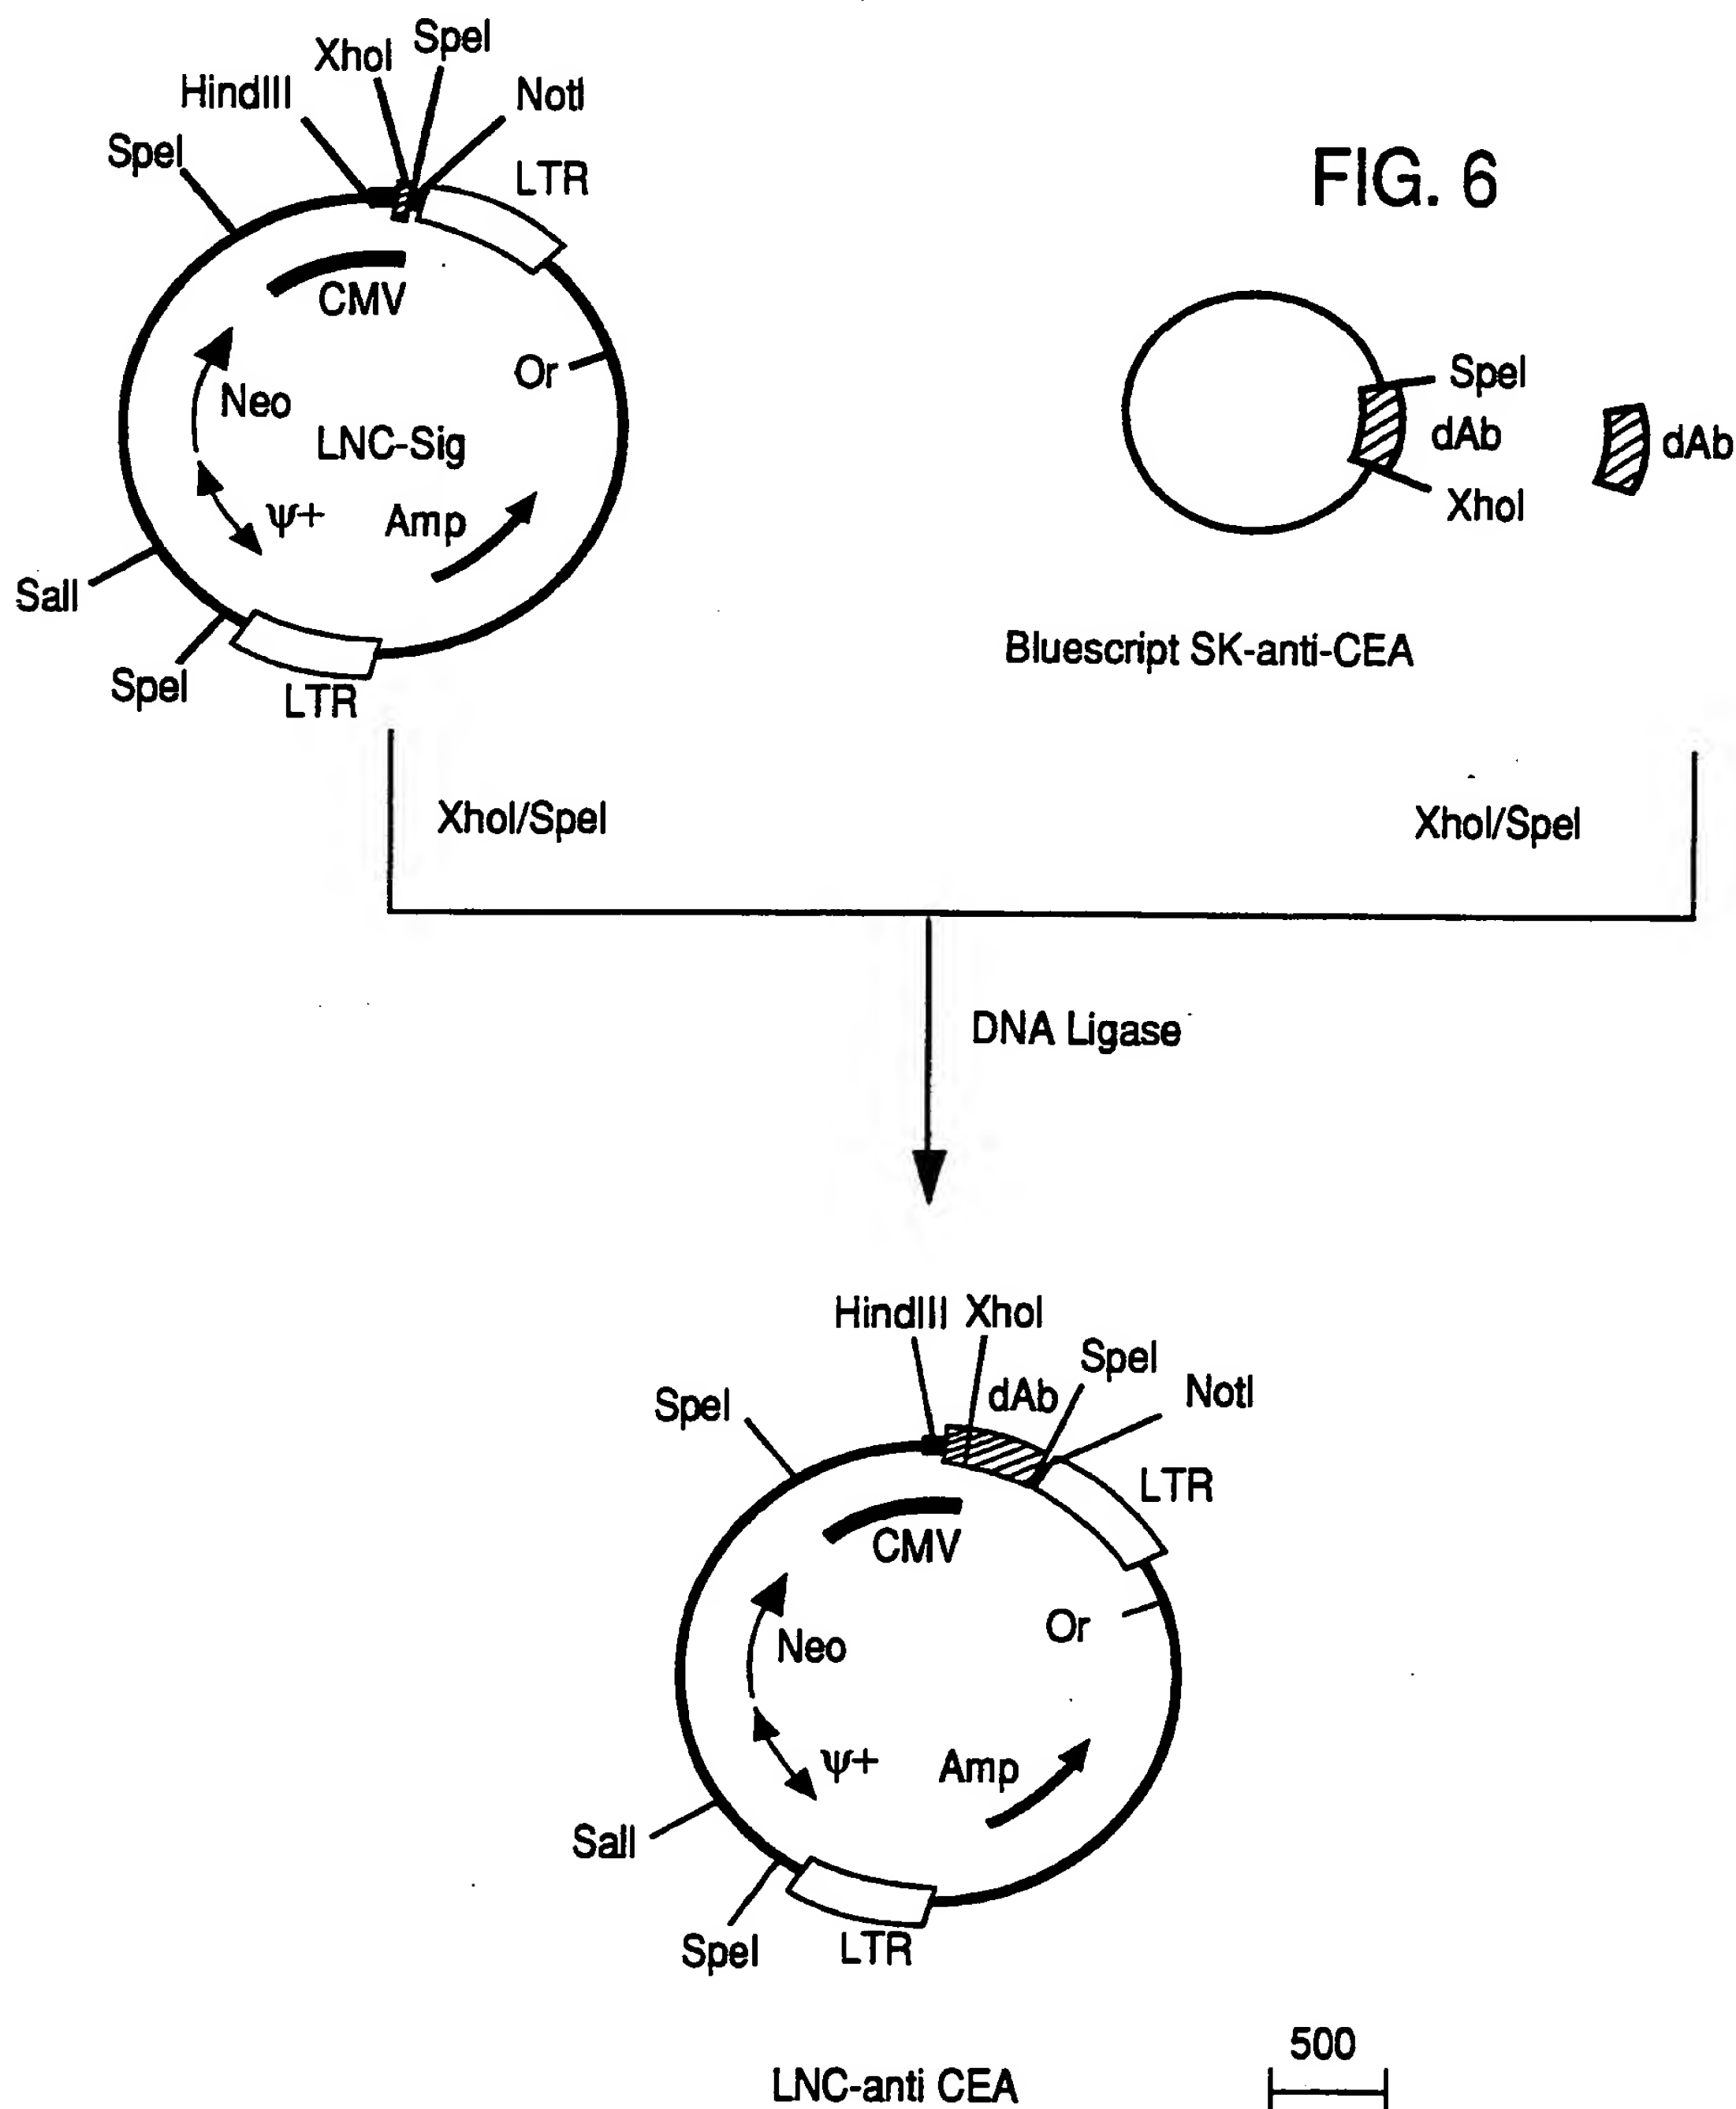 FIG. 6
SpeI
HindIII
XhoI
SpeI
NotI
LTR
CMV
Or
Neo
LNC-Sig
ψ+
Amp
SalI
SpeI
LTR
SpeI
dAb
XhoI
dAb
Bluescript SK-anti-CEA
XhoI/SpeI
XhoI/SpeI
DNA Ligase
HindIII
XhoI
SpeI
dAb
SpeI
NotI
LTR
CMV
Or
Neo
ψ+
Amp
SalI
SpeI
LTR
LNC-anti CEA
500